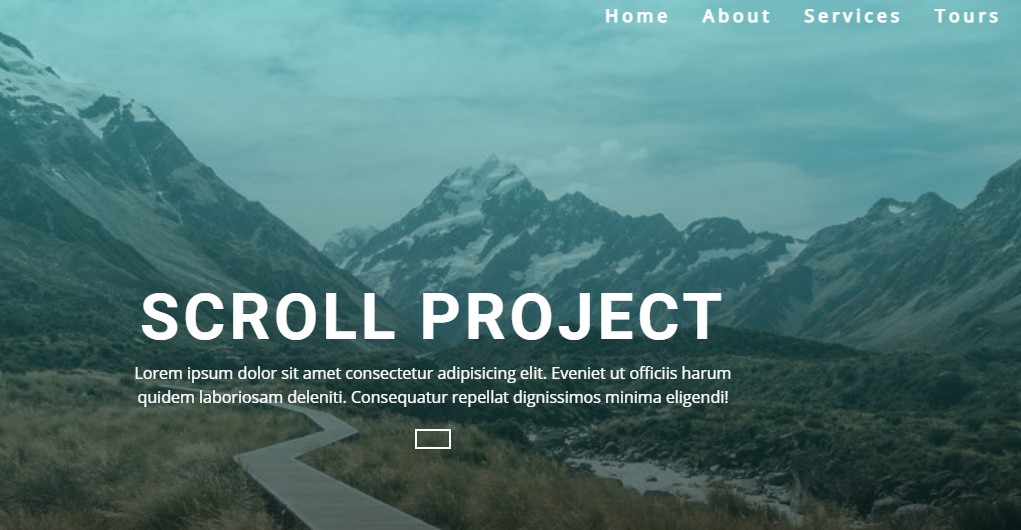 Home About Services Tours
SCROLL PROJECT
Lorem ipsum dolor sit amet consectetur adipisicing elit. Eveniet ut officiis harum
quidem laboriosam deleniti. Consequatur repellat dignissimos minima eligendi!